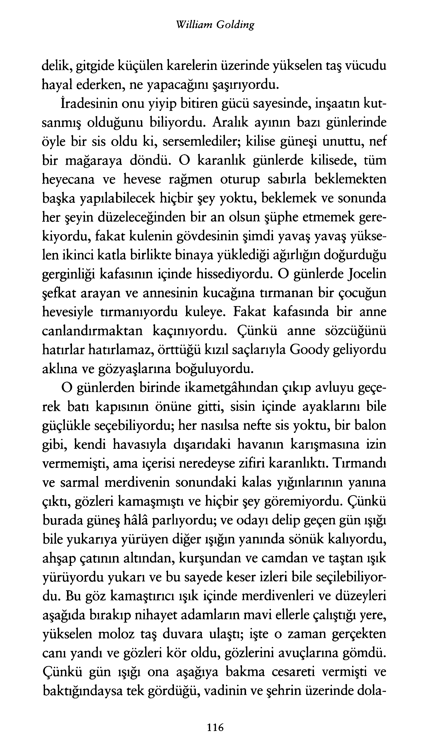 William Golding
delik, gitgide küçülen karelerin üzerinde yükselen taş vücudu
hayal ederken, ne yapacağını şaşırıyordu.
İradesinin onu yiyip bitiren gücü sayesinde, inşaatın kut-
sanmış olduğunu biliyordu. Aralık ayının bazı günlerinde
öyle bir sis oldu ki, sersemlediler; kilise güneşi unuttu, nef
bir mağaraya döndü. O karanlık günlerde kilisede, tüm
heyecana ve hevese rağmen oturup sabırla beklemekten
başka yapılabilecek hiçbir şey yoktu, beklemek ve sonunda
her şeyin düzeleceğinden bir an olsun şüphe etmemek gere-
kiyordu, fakat kulenin gövdesinin şimdi yavaş yavaş yükse-
len ikinci katla birlikte binaya yüklediği ağırlığın doğurduğu
gerginliği kafasının içinde hissediyordu. O günlerde Jocelin
şefkat arayan ve annesinin kucağına tırmanan bir çocuğun
hevesiyle tırmanıyordu kuleye. Fakat kafasında bir anne
canlandırmaktan kaçınıyordu. Çünkü anne sözcüğünü
hatırlar hatırlamaz, örttüğü kızıl saçlarıyla Goody geliyordu
aklına ve gözyaşlarına boğuluyordu.
O günlerden birinde ikametgâhından çıkıp avluyu geçe-
rek batı kapısının önüne gitti, sisin içinde ayaklarını bile
güçlükle seçebiliyordu; her nasılsa nefte sis yoktu, bir balon
gibi, kendi havasıyla dışarıdaki havanın karışmasına izin
vermemişti, ama içerisi neredeyse zifiri karanlıktı. Tırmandı
ve sarmal merdivenin sonundaki kalas yığınlarının yanına
çıktı, gözleri kamaşmıştı ve hiçbir şey göremiyordu. Çünkü
burada güneş hâlâ parlıyordu; ve odayı delip geçen gün ışığı
bile yukarıya yürüyen diğer ışığın yanında sönük kalıyordu,
ahşap çatının altından, kurşundan ve camdan ve taştan ışık
yürüyordu yukarı ve bu sayede keser izleri bile seçilebiliyor-
du. Bu göz kamaştırıcı ışık içinde merdivenleri ve düzeyleri
aşağıda bırakıp nihayet adamların mavi ellerle çalıştığı yere,
yükselen moloz taş duvara ulaştı; işte o zaman gerçekten
canı yandı ve gözleri kör oldu, gözlerini avuçlarına gömdü.
Çünkü gün ışığı ona aşağıya bakma cesareti vermişti ve
baktığındaysa tek gördüğü, vadinin ve şehrin üzerinde dola-
116